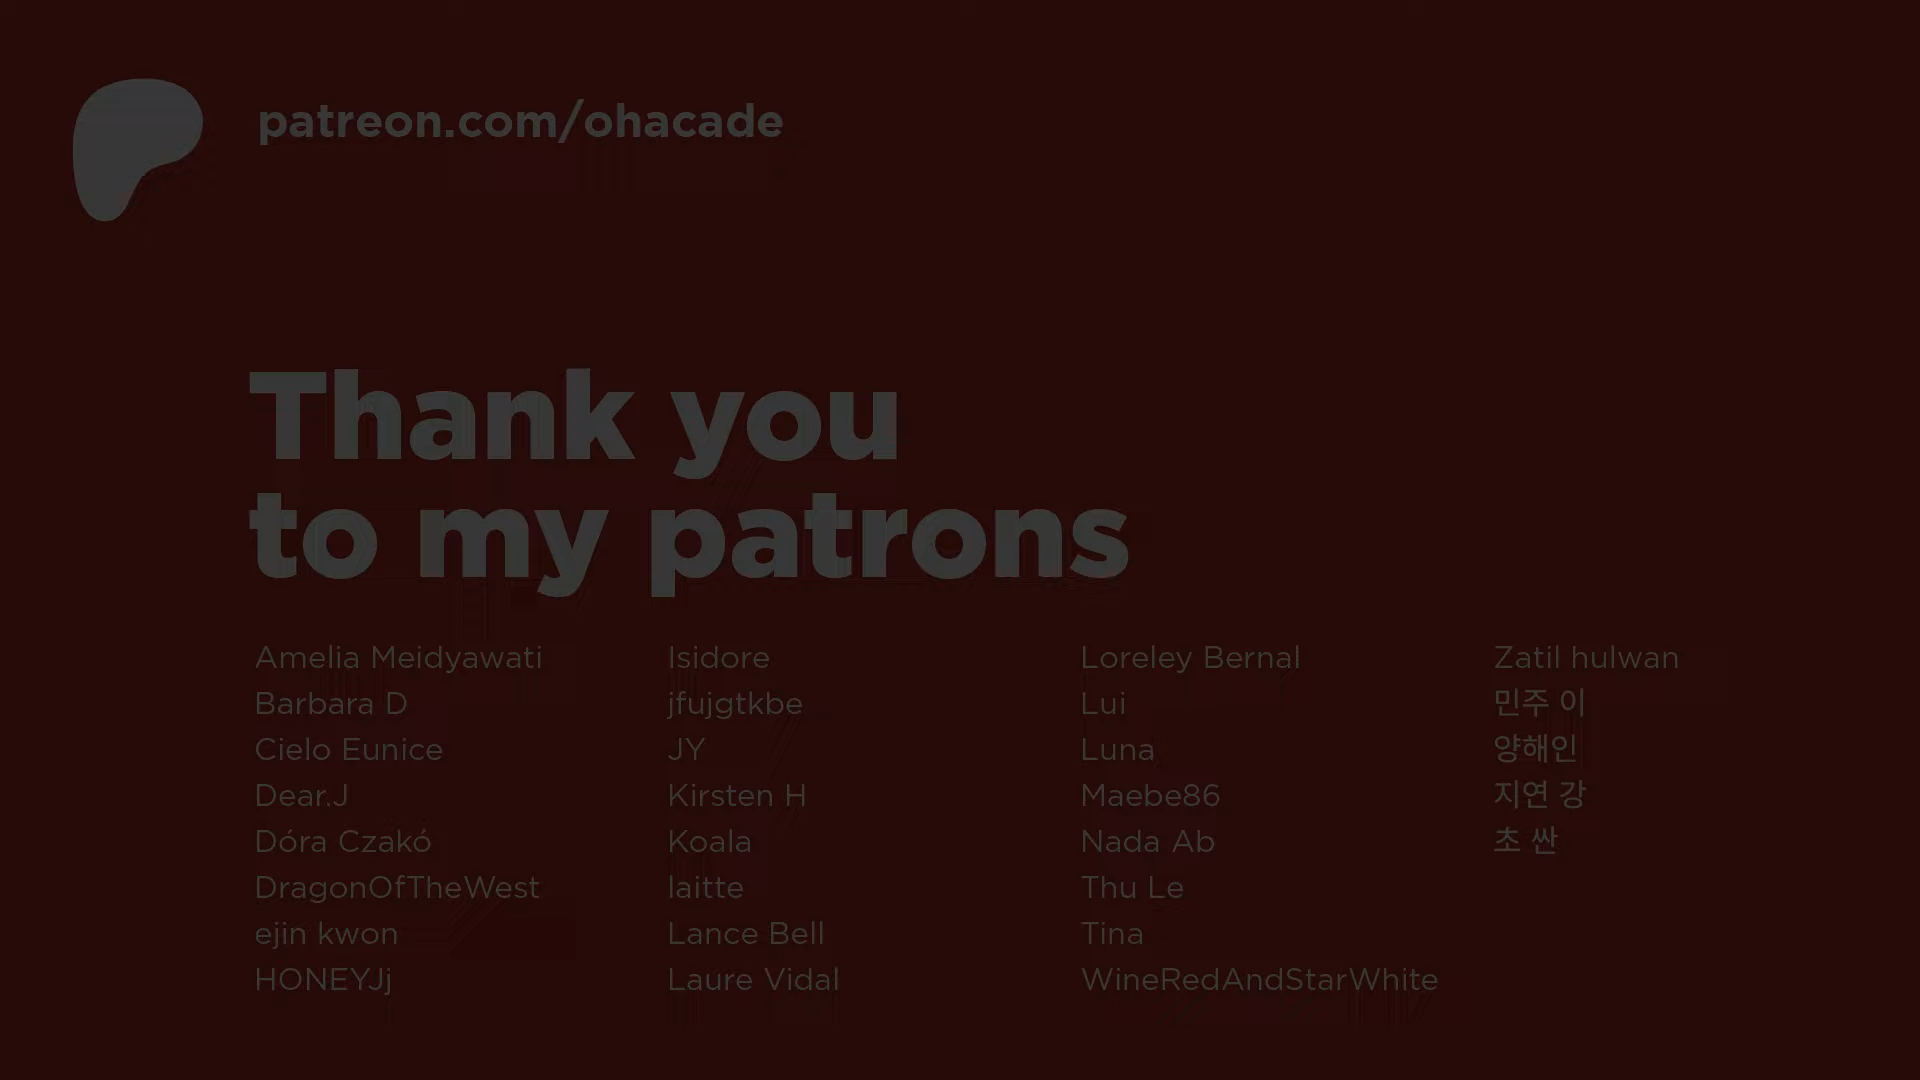 patreon.com/ohacade
Thank you
to my patrons
Amelia Meidyawati
Barbara D
Cielo Eunice
Dear.J
Dóra Czakó
DragonOfTheWest
ejin kwon
HONEYJj
Isidore
jfujgtkbe
JY
Kirsten H
Koala
laitte
Lance Bell
Laure Vidal
Loreley Bernal
Lui
Luna
Maebe86
Nada Ab
Thu Le
Tina
WineRedAndStarWhite
Zatil hulwan
민주 이
양해인
지연 강
초 싼